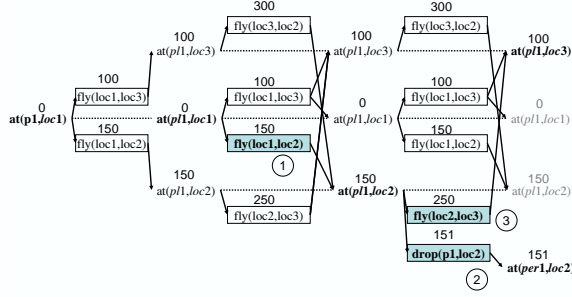 300
fly(loc3,loc2)
300
fly(loc3,loc2)
100
at(pl1,loc3)
100
at(pl1,loc3)
100
at(pl1,loc3)
100
fly(loc1,loc3)
100
fly(loc1,loc3)
100
fly(loc1,loc3)
0
at(p1,loc1)
0
at(pl1,loc1)
0
at(pl1,loc1)
0
at(pl1,loc1)
150
fly(loc1,loc2)
150
fly(loc1,loc2)
150
fly(loc1,loc2)
1
150
at(pl1,loc2)
150
at(pl1,loc2)
150
at(pl1,loc2)
250
fly(loc2,loc3)
250
fly(loc2,loc3)
3
151
drop(p1,loc2)
2
151
at(per1,loc2)